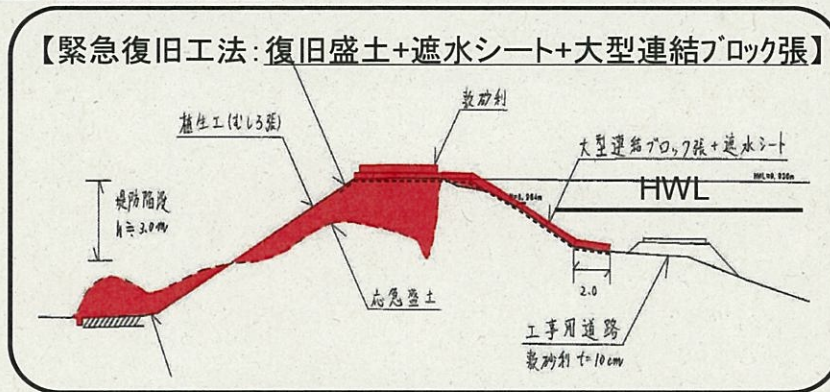 【緊急復旧工法:復旧盛土+遮水シート+大型連結ブロック張】
敷砂利
植生工(むしろ張)
大型連結ブロック張+遮水シート
HWL
堤防陥没
h≒3.0m
応急盛土
2.0
工事用道路
敷砂利 t=10cm